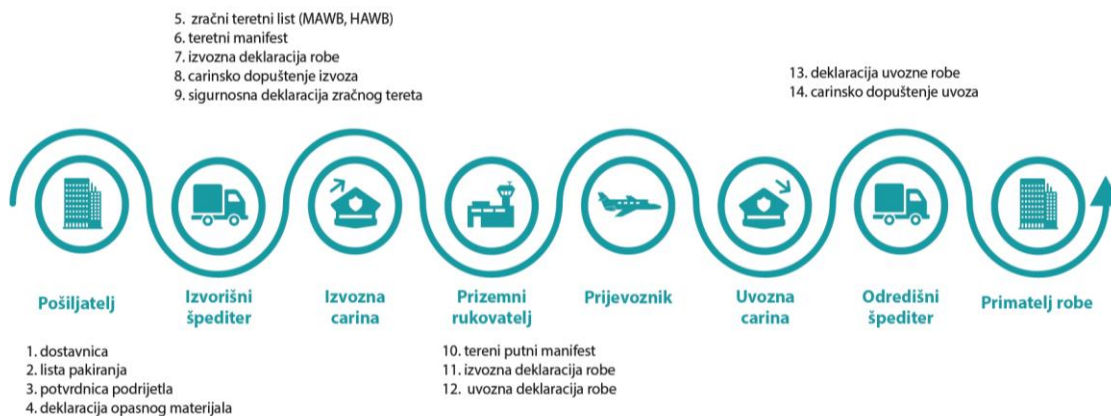 5. zračni teretni list (MAWB, HAWB)
6. teretni manifest
7. izvozna deklaracija robe
8. carinsko dopuštenje izvoza
9. sigurnosna deklaracija zračnog tereta
13. deklaracija uvozne robe
14. carinsko dopuštenje uvoza
Pošiljatelj
Izvorišni
špediter
Izvozna
carina
Prizemni
rukovatelj
Prijevoznik
Uvozna
carina
Odredišni
špediter
Primatelj robe
1. dostavnica
2. lista pakiranja
3. potvrdnica podrijetla
4. deklaracija opasnog materijala
10. tereni putni manifest
11. izvozna deklaracija robe
12. uvozna deklaracija robe